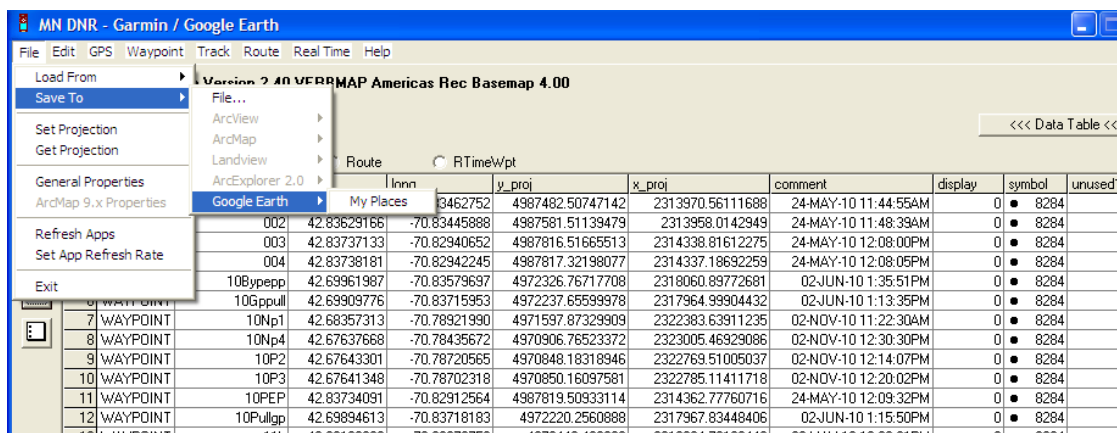 MN DNR - Garmin / Google Earth
File Edit GPS Waypoint Track Route Real Time Help
Load From
Version 2.40 VERBMAP Americas Rec Basemap 4.00
Save To
File...
ArcView
<<< Data Table <<
Set Projection
ArcMap
Get Projection
Landview
Route RTimeWpt
General Properties
ArcExplorer 2.0
long y_proj x_proj comment display symbol unused
ArcMap 9.x Properties
Google Earth
My Places
33462752 4987482.50747142 2313970.56111688 24-MAY-10 11:44:55AM 0 8284
002 42.83629166 -70.83445888 4987581.51139479 2313958.0142949 24-MAY-10 11:48:39AM 0 8284
Refresh Apps
003 42.83737133 -70.82940652 4987816.51665513 2314338.81612275 24-MAY-10 12:08:00PM 0 8284
Set App Refresh Rate
004 42.83738181 -70.82942245 4987817.32198077 2314337.18692259 24-MAY-10 12:08:05PM 0 8284
Exit
10Bypepp 42.69961987 -70.83579697 4972326.76717708 2318060.89772681 02-JUN-10 1:35:51PM 0 8284
6 WAYPOINT 10Gppull 42.69909776 -70.83715953 4972237.65599978 2317964.99904432 02-JUN-10 1:13:35PM 0 8284
7 WAYPOINT 10Np1 42.68357313 -70.78921990 4971597.87329909 2322383.63911235 02-NOV-10 11:22:30AM 0 8284
8 WAYPOINT 10Np4 42.67637668 -70.78435672 4970906.76523372 2323005.46929086 02-NOV-10 12:30:30PM 0 8284
9 WAYPOINT 10P2 42.67643301 -70.78720565 4970848.18318946 2322769.51005037 02-NOV-10 12:14:07PM 0 8284
10 WAYPOINT 10P3 42.67641348 -70.78702318 4970850.16097581 2322785.11411718 02-NOV-10 12:20:02PM 0 8284
11 WAYPOINT 10PEP 42.83734091 -70.82912564 4987819.50933114 2314362.77760716 24-MAY-10 12:09:32PM 0 8284
12 WAYPOINT 10Pullgp 42.69894613 -70.83718183 4972220.2560888 2317967.83448406 02-JUN-10 1:15:50PM 0 8284